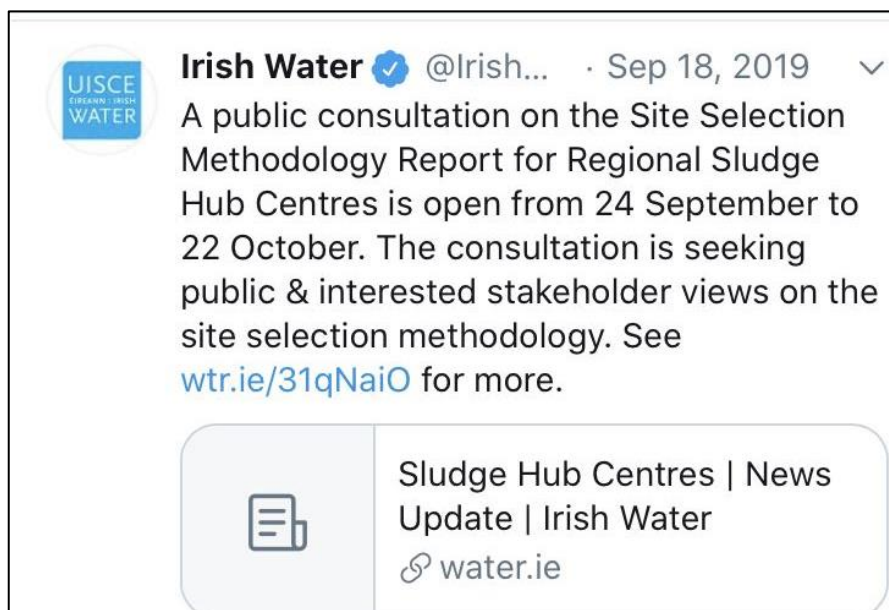 UISCE
ÉIREANN : IRISH
WATER
Irish Water @Irish... · Sep 18, 2019
A public consultation on the Site Selection
Methodology Report for Regional Sludge
Hub Centres is open from 24 September to
22 October. The consultation is seeking
public & interested stakeholder views on the
site selection methodology. See
wtr.ie/31qNaiO for more.
Sludge Hub Centres | News
Update | Irish Water
water.ie